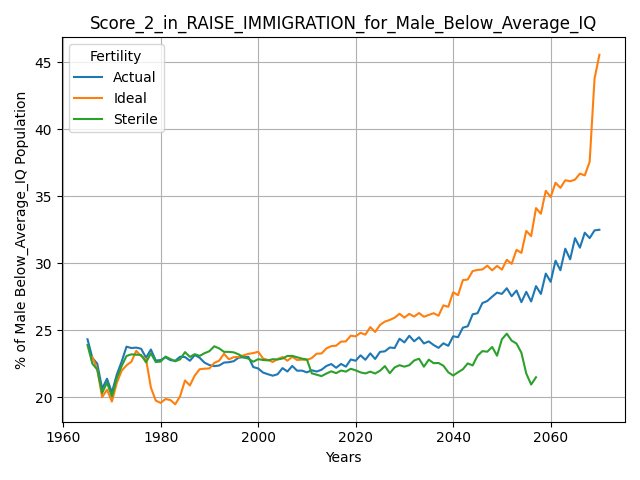 Score_2_in_RAISE_IMMIGRATION_for_Male_Below_Average_IQ
Fertility
Actual
Ideal
Sterile
45
40
35
30
25
20
% of Male Below_Average_IQ Population
1960
1980
2000
2020
2040
2060
Years